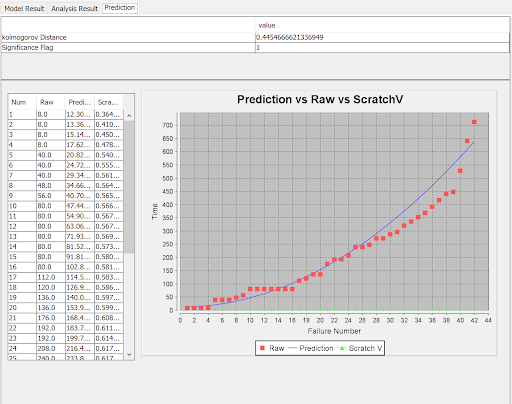 Model Result Analysis Result Prediction
value
kolmogorov Distance 0.4454666621336949
Significance Flag 1
Num Raw Predi... Scra...
1 8.0 12.30... 0.364...
2 8.0 13.36... 0.410...
3 8.0 15.14... 0.450...
4 8.0 17.62... 0.478...
5 40.0 20.82... 0.540...
6 40.0 24.72... 0.555...
7 40.0 29.34... 0.561...
8 48.0 34.66... 0.564...
9 56.0 40.70... 0.565...
10 80.0 47.44... 0.566...
11 80.0 54.90... 0.567...
12 80.0 63.06... 0.567...
13 80.0 71.93... 0.569...
14 80.0 81.52... 0.573...
15 80.0 91.81... 0.580...
16 80.0 102.8... 0.581...
17 112.0 114.5... 0.583...
18 120.0 126.9... 0.586...
19 136.0 140.0... 0.597...
20 136.0 153.9... 0.599...
21 176.0 168.4... 0.608...
22 192.0 183.7... 0.611...
23 192.0 199.7... 0.614...
24 208.0 216.4... 0.617...
25 240.0 233.8... 0.617...
Prediction vs Raw vs ScratchV
700
650
600
550
500
450
400
350
300
250
200
150
100
50
0
Time
0 2 4 6 8 10 12 14 16 18 20 22 24 26 28 30 32 34 36 38 40 42 44
Failure Number
Raw Prediction Scratch V